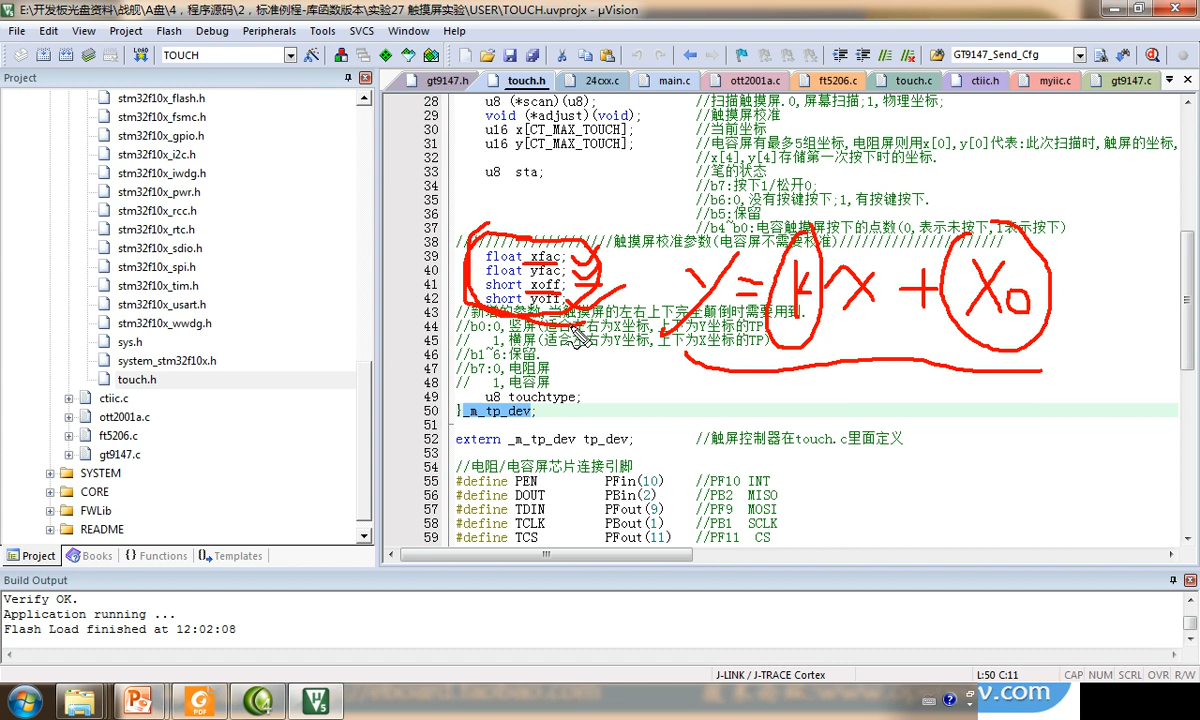 E:\开发板光盘资料\战舰\A盘\4，程序源码\2，标准例程-库函数版本\实验27 触摸屏实验\USER\TOUCH.uvprojx - µVision
File Edit View Project Flash Debug Peripherals Tools SVCS Window Help
LOAD TOUCH GT9147_Send_Cfg
Project
gt9147.h touch.h 24cxx.c main.c ott2001a.c ft5206.c touch.c ctiic.h myiic.c gt9147.c
stm32f10x_flash.h
stm32f10x_fsmc.h
stm32f10x_gpio.h
stm32f10x_i2c.h
stm32f10x_iwdg.h
stm32f10x_pwr.h
stm32f10x_rcc.h
stm32f10x_rtc.h
stm32f10x_sdio.h
stm32f10x_spi.h
stm32f10x_tim.h
stm32f10x_usart.h
stm32f10x_wwdg.h
sys.h
system_stm32f10x.h
touch.h
ctiic.c
ott2001a.c
ft5206.c
gt9147.c
SYSTEM
CORE
FWLib
README
Project Books {} Functions Templates
28 u8 (*scan)(u8); //扫描触摸屏.0,屏幕扫描;1,物理坐标;
29 void (*adjust)(void); //触摸屏校准
30 u16 x[CT_MAX_TOUCH]; //当前坐标
31 u16 y[CT_MAX_TOUCH]; //电容屏有最多5组坐标,电阻屏则用x[0],y[0]代表:此次扫描时,触屏的坐标,
32 //x[4],y[4]存储第一次按下时的坐标.
33 u8 sta; //笔的状态
34 //b7:按下1/松开0;
35 //b6:0,没有按键按下;1,有按键按下.
36 //b5:保留
37 //b4~b0:电容触摸屏按下的点数(0,表示未按下,1表示按下)
38 /////////////////////触摸屏校准参数(电容屏不需要校准)//////////////////////
39 float xfac;
40 float yfac;
41 short xoff;
42 short yoff;
43 //新增的参数,当触摸屏的左右上下完全颠倒时需要用到.
44 //b0:0,竖屏(适合左右为X坐标,上下为Y坐标的TP)
45 // 1,横屏(适合左右为Y坐标,上下为X坐标的TP)
46 //b1~6:保留.
47 //b7:0,电阻屏
48 // 1,电容屏
49 u8 touchtype;
50 }_m_tp_dev;
51
52 extern _m_tp_dev tp_dev; //触屏控制器在touch.c里面定义
53
54 //电阻/电容屏芯片连接引脚
55 #define PEN PFin(10) //PF10 INT
56 #define DOUT PBin(2) //PB2 MISO
57 #define TDIN PFout(9) //PF9 MOSI
58 #define TCLK PBout(1) //PB1 SCLK
59 #define TCS PFout(11) //PF11 CS
y = kx + X0
Build Output
Verify OK.
Application running ...
Flash Load finished at 12:02:08
J-LINK / J-TRACE Cortex L:50 C:11 CAP NUM SCRL OVR R/W